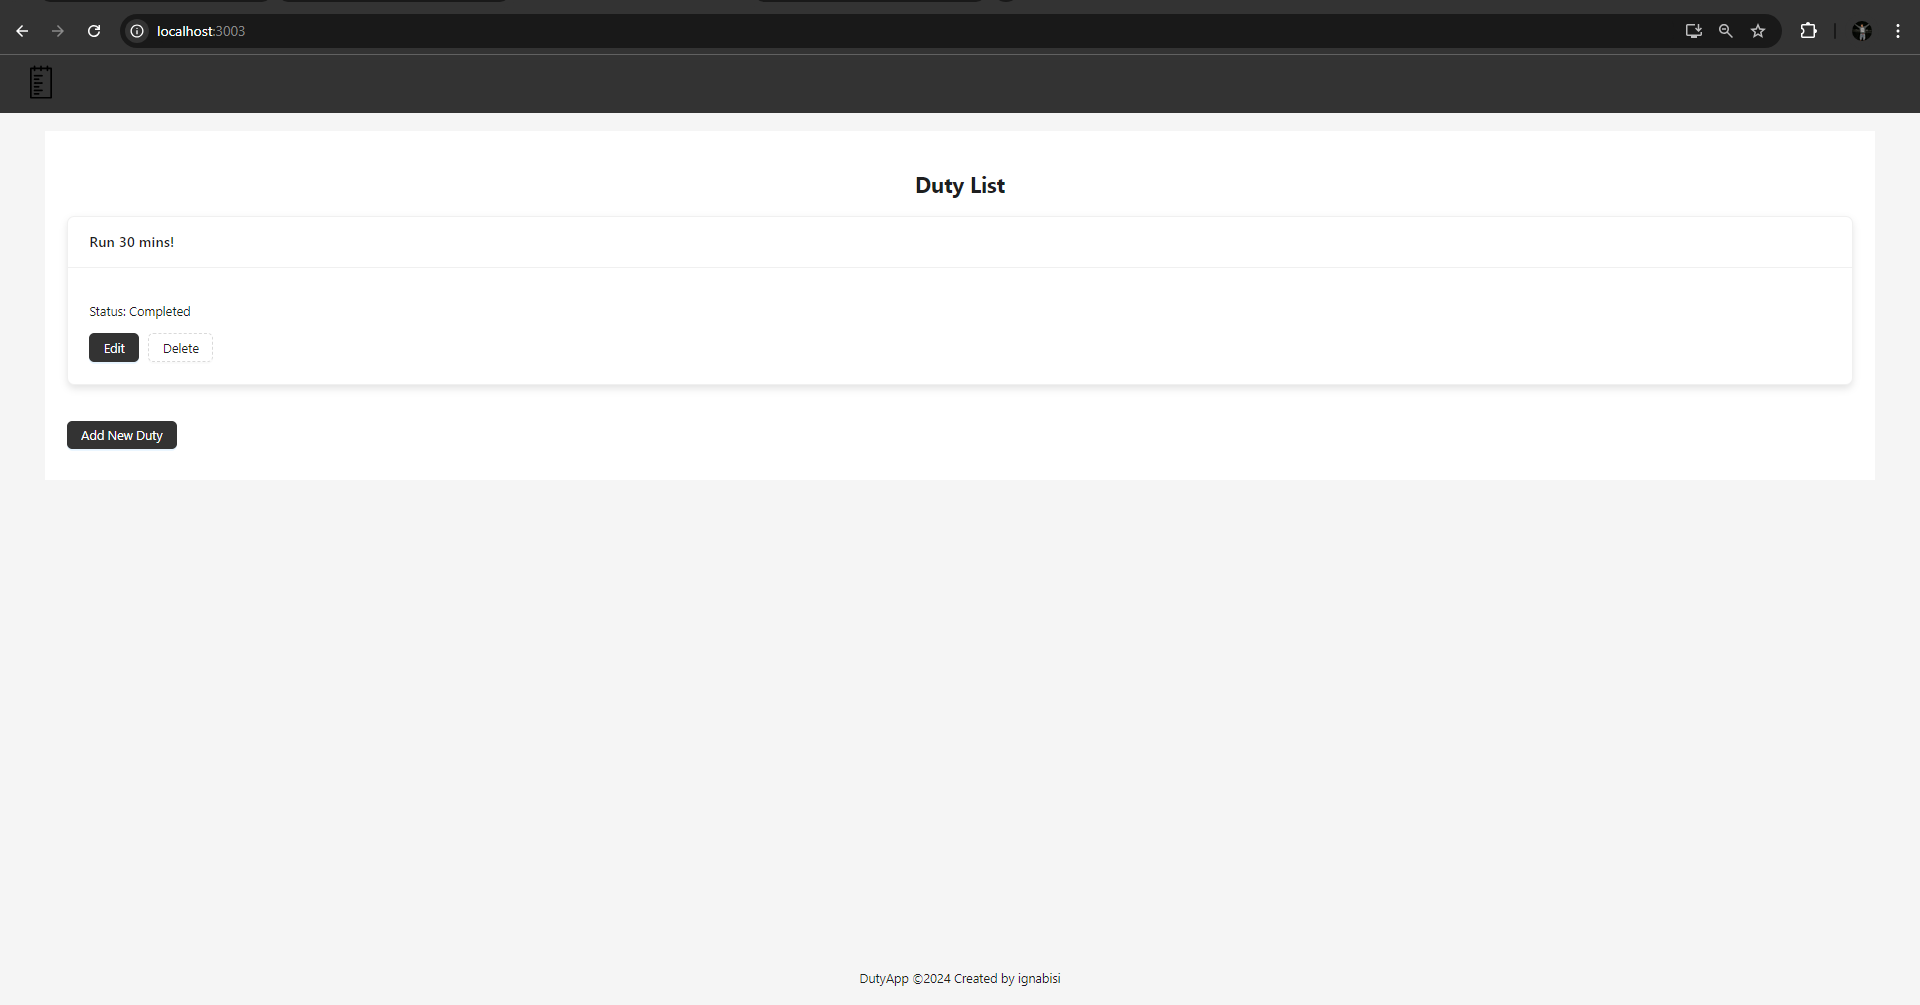 localhost:3003
Duty List
Run 30 mins!
Status: Completed
Edit Delete
Add New Duty
DutyApp ©2024 Created by ignabisi